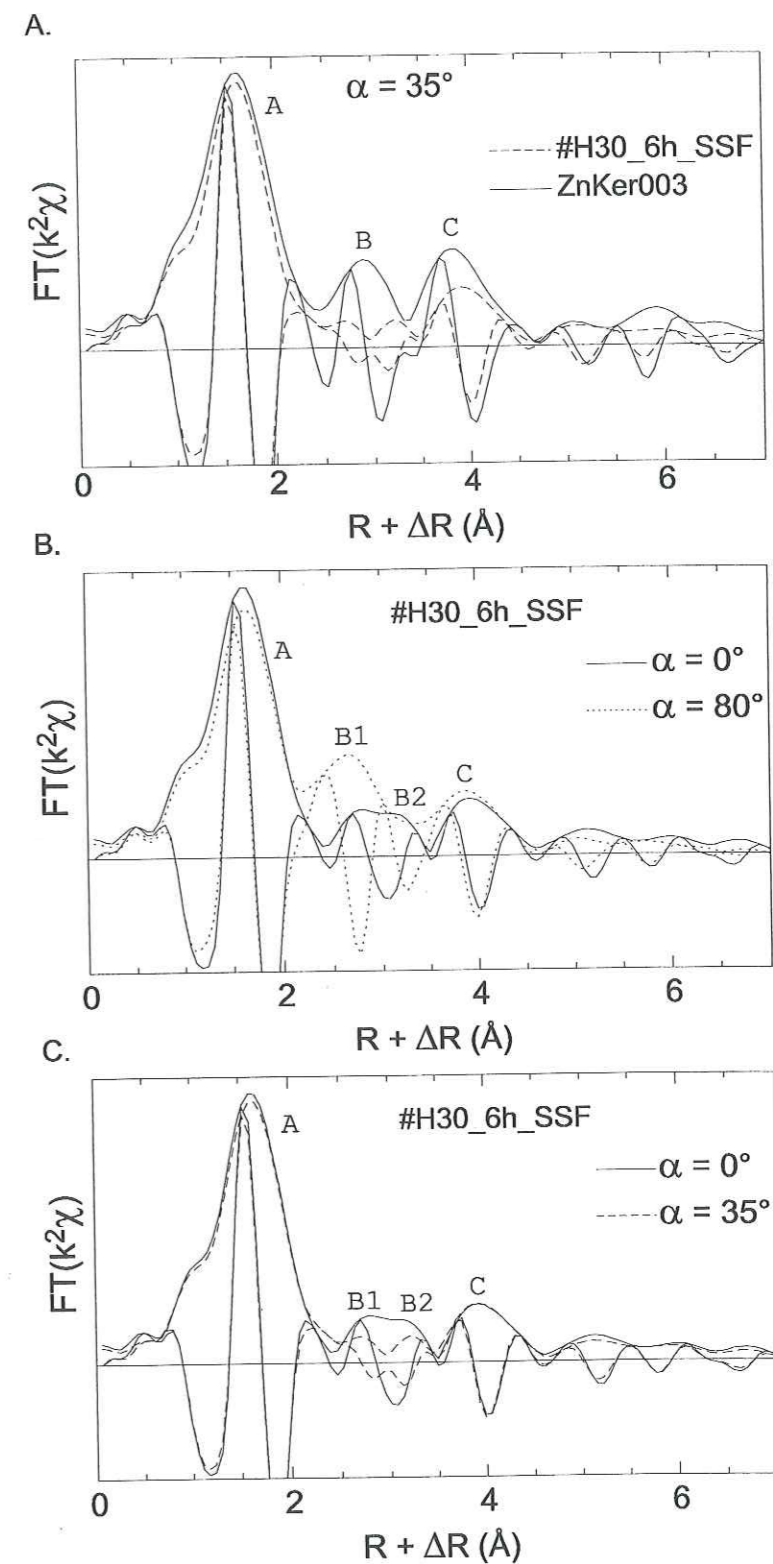 A.
α = 35°
A
#H30_6h_SSF
ZnKer003
B
C
FT(k²χ)
0
2
4
6
R + ΔR (Å)
B.
#H30_6h_SSF
A
α = 0°
α = 80°
B1
B2
C
FT(k²χ)
0
2
4
6
R + ΔR (Å)
C.
#H30_6h_SSF
A
α = 0°
α = 35°
B1
B2
C
FT(k²χ)
0
2
4
6
R + ΔR (Å)